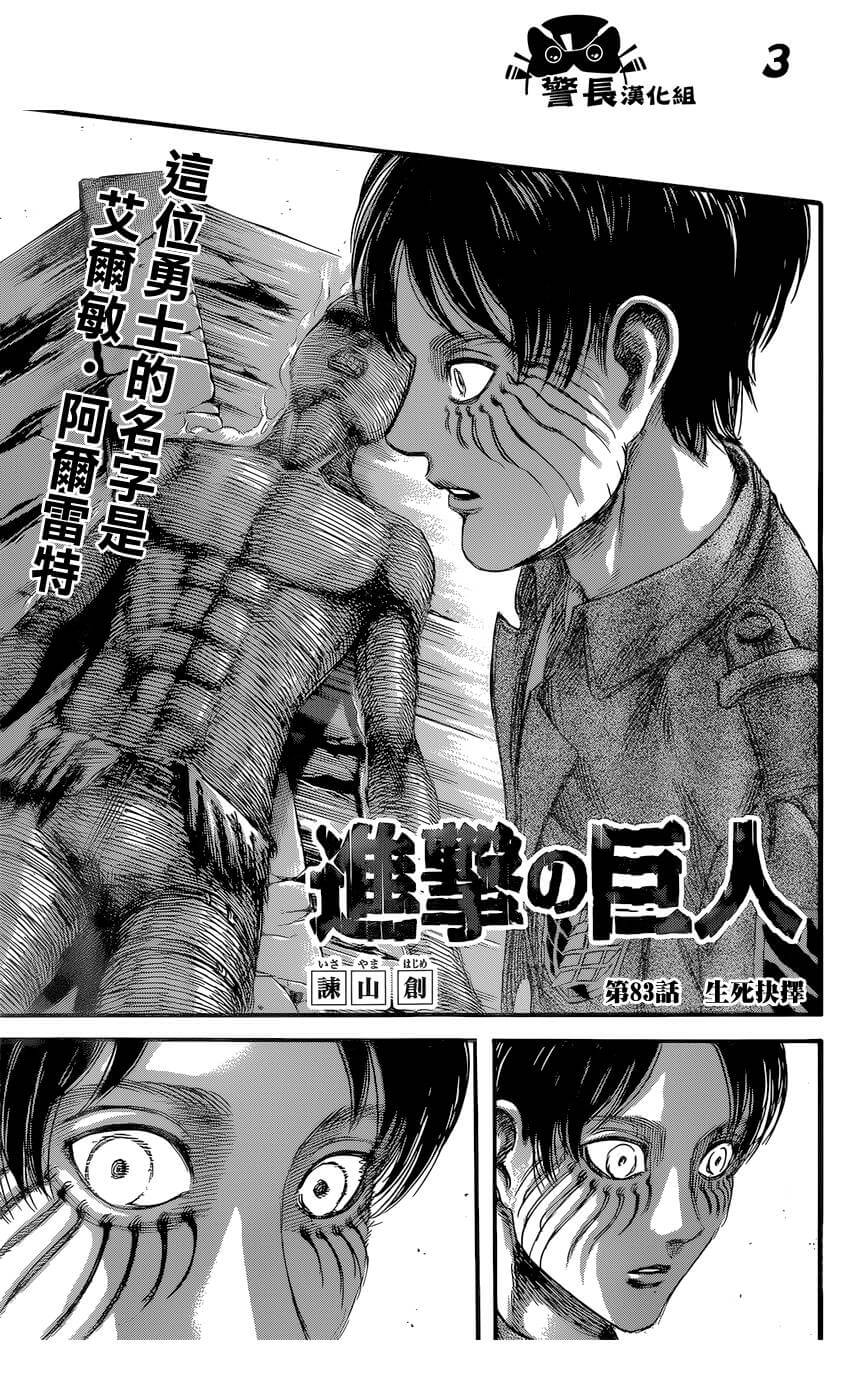 警長漢化組
3
這位勇士的名字是
艾爾敏・阿爾雷特
進撃の巨人
いさ やま はじめ
諫山創
第83話 生死抉擇